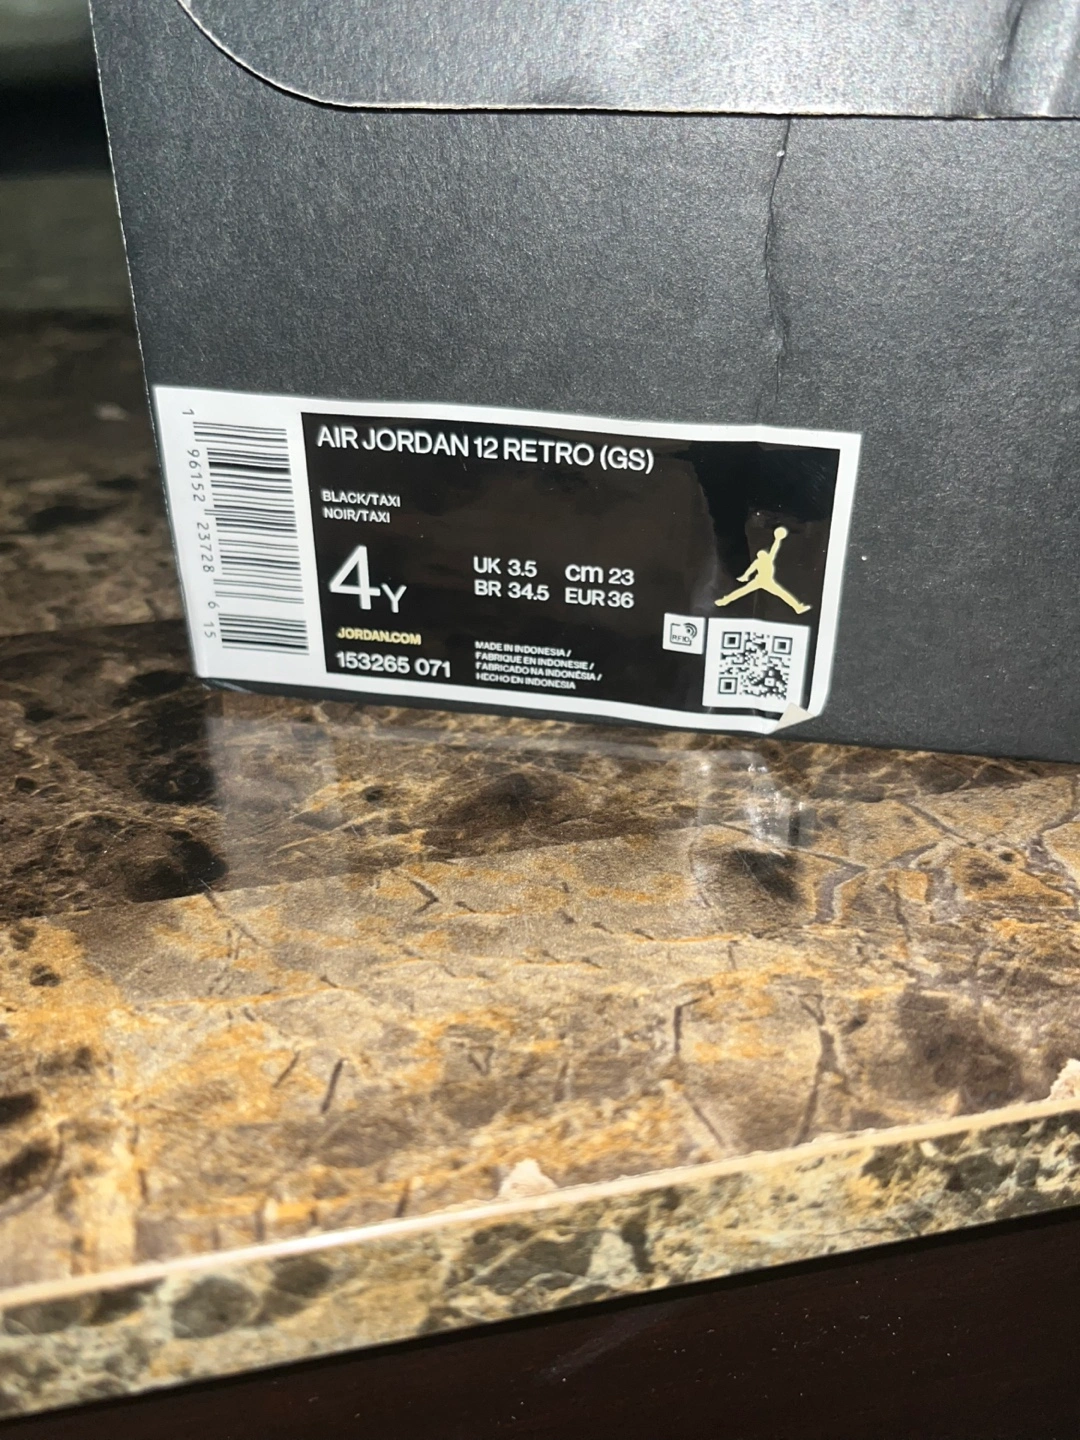 AIR JORDAN 12 RETRO (GS)
BLACK/TAXI
NOIR/TAXI
4Y
UK 3.5 cm 23
BR 34.5 EUR 36
JORDAN.COM
153265 071
MADE IN INDONESIA /
FABRIQUE EN INDONESIE /
FABRICADO NA INDONÉSIA /
HECHO EN INDONESIA
RFID
1 96152 23728 6 15